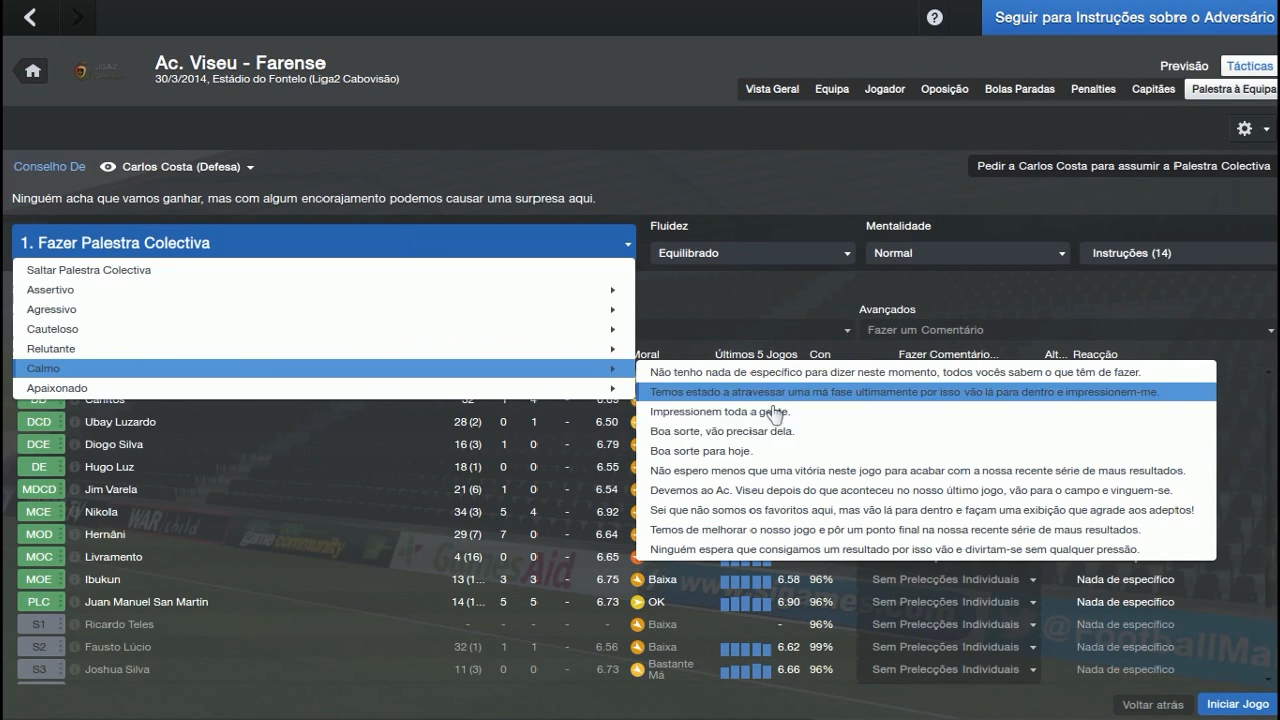 Seguir para Instruções sobre o Adversário
Ac. Viseu - Farense
30/3/2014, Estádio do Fontelo (Liga2 Cabovisão)
Previsão
Tácticas
Vista Geral
Equipa
Jogador
Oposição
Bolas Paradas
Penalties
Capitães
Palestra à Equipa
Conselho De
Carlos Costa (Defesa)
Pedir a Carlos Costa para assumir a Palestra Colectiva
Ninguém acha que vamos ganhar, mas com algum encorajamento podemos causar uma surpresa aqui.
1. Fazer Palestra Colectiva
Fluidez
Mentalidade
Equilibrado
Normal
Instruções (14)
Saltar Palestra Colectiva
Assertivo
Agressivo
Cauteloso
Relutante
Calmo
Apaixonado
Avançados
Fazer um Comentário
Moral Últimos 5 Jogos Con Fazer Comentário... Alt... Reacção
Não tenho nada de específico para dizer neste momento, todos vocês sabem o que têm de fazer.
Temos estado a atravessar uma má fase ultimamente por isso vão lá para dentro e impressionem-me.
Impressionem toda a gente.
Boa sorte, vão precisar dela.
Boa sorte para hoje.
Não espero menos que uma vitória neste jogo para acabar com a nossa recente série de maus resultados.
Devemos ao Ac. Viseu depois do que aconteceu no nosso último jogo, vão para o campo e vinguem-se.
Sei que não somos os favoritos aqui, mas vão lá para dentro e façam uma exibição que agrade aos adeptos!
Temos de melhorar o nosso jogo e pôr um ponto final na nossa recente série de maus resultados.
Ninguém espera que consigamos um resultado por isso vão e divirtam-se sem qualquer pressão.
DCD Ubay Luzardo 28 (2) 0 1 - 6.50
DCE Diogo Silva 16 (3) 1 0 - 6.79
DE Hugo Luz 18 (1) 0 0 - 6.55
MDCD Jim Varela 21 (6) 1 0 - 6.54
MCE Nikola 34 (3) 5 4 - 6.92
MOD Hernâni 29 (7) 7 0 - 6.64
MOC Livramento 4 (16) 0 0 - 6.65
MOE Ibukun 13 (1... 3 3 - 6.75 Baixa 6.58 96% Sem Prelecções Individuais Nada de específico
PLC Juan Manuel San Martín 14 (1... 5 5 - 6.73 OK 6.90 96% Sem Prelecções Individuais Nada de específico
S1 Ricardo Teles - - - - - Baixa - 96% Sem Prelecções Individuais Nada de específico
S2 Fausto Lúcio 32 (1) 1 1 - 6.56 Baixa 6.62 99% Sem Prelecções Individuais Nada de específico
S3 Joshua Silva 11 (3) 0 0 - 6.73 Bastante Má 6.66 96% Sem Prelecções Individuais Nada de específico
Voltar atrás
Iniciar Jogo